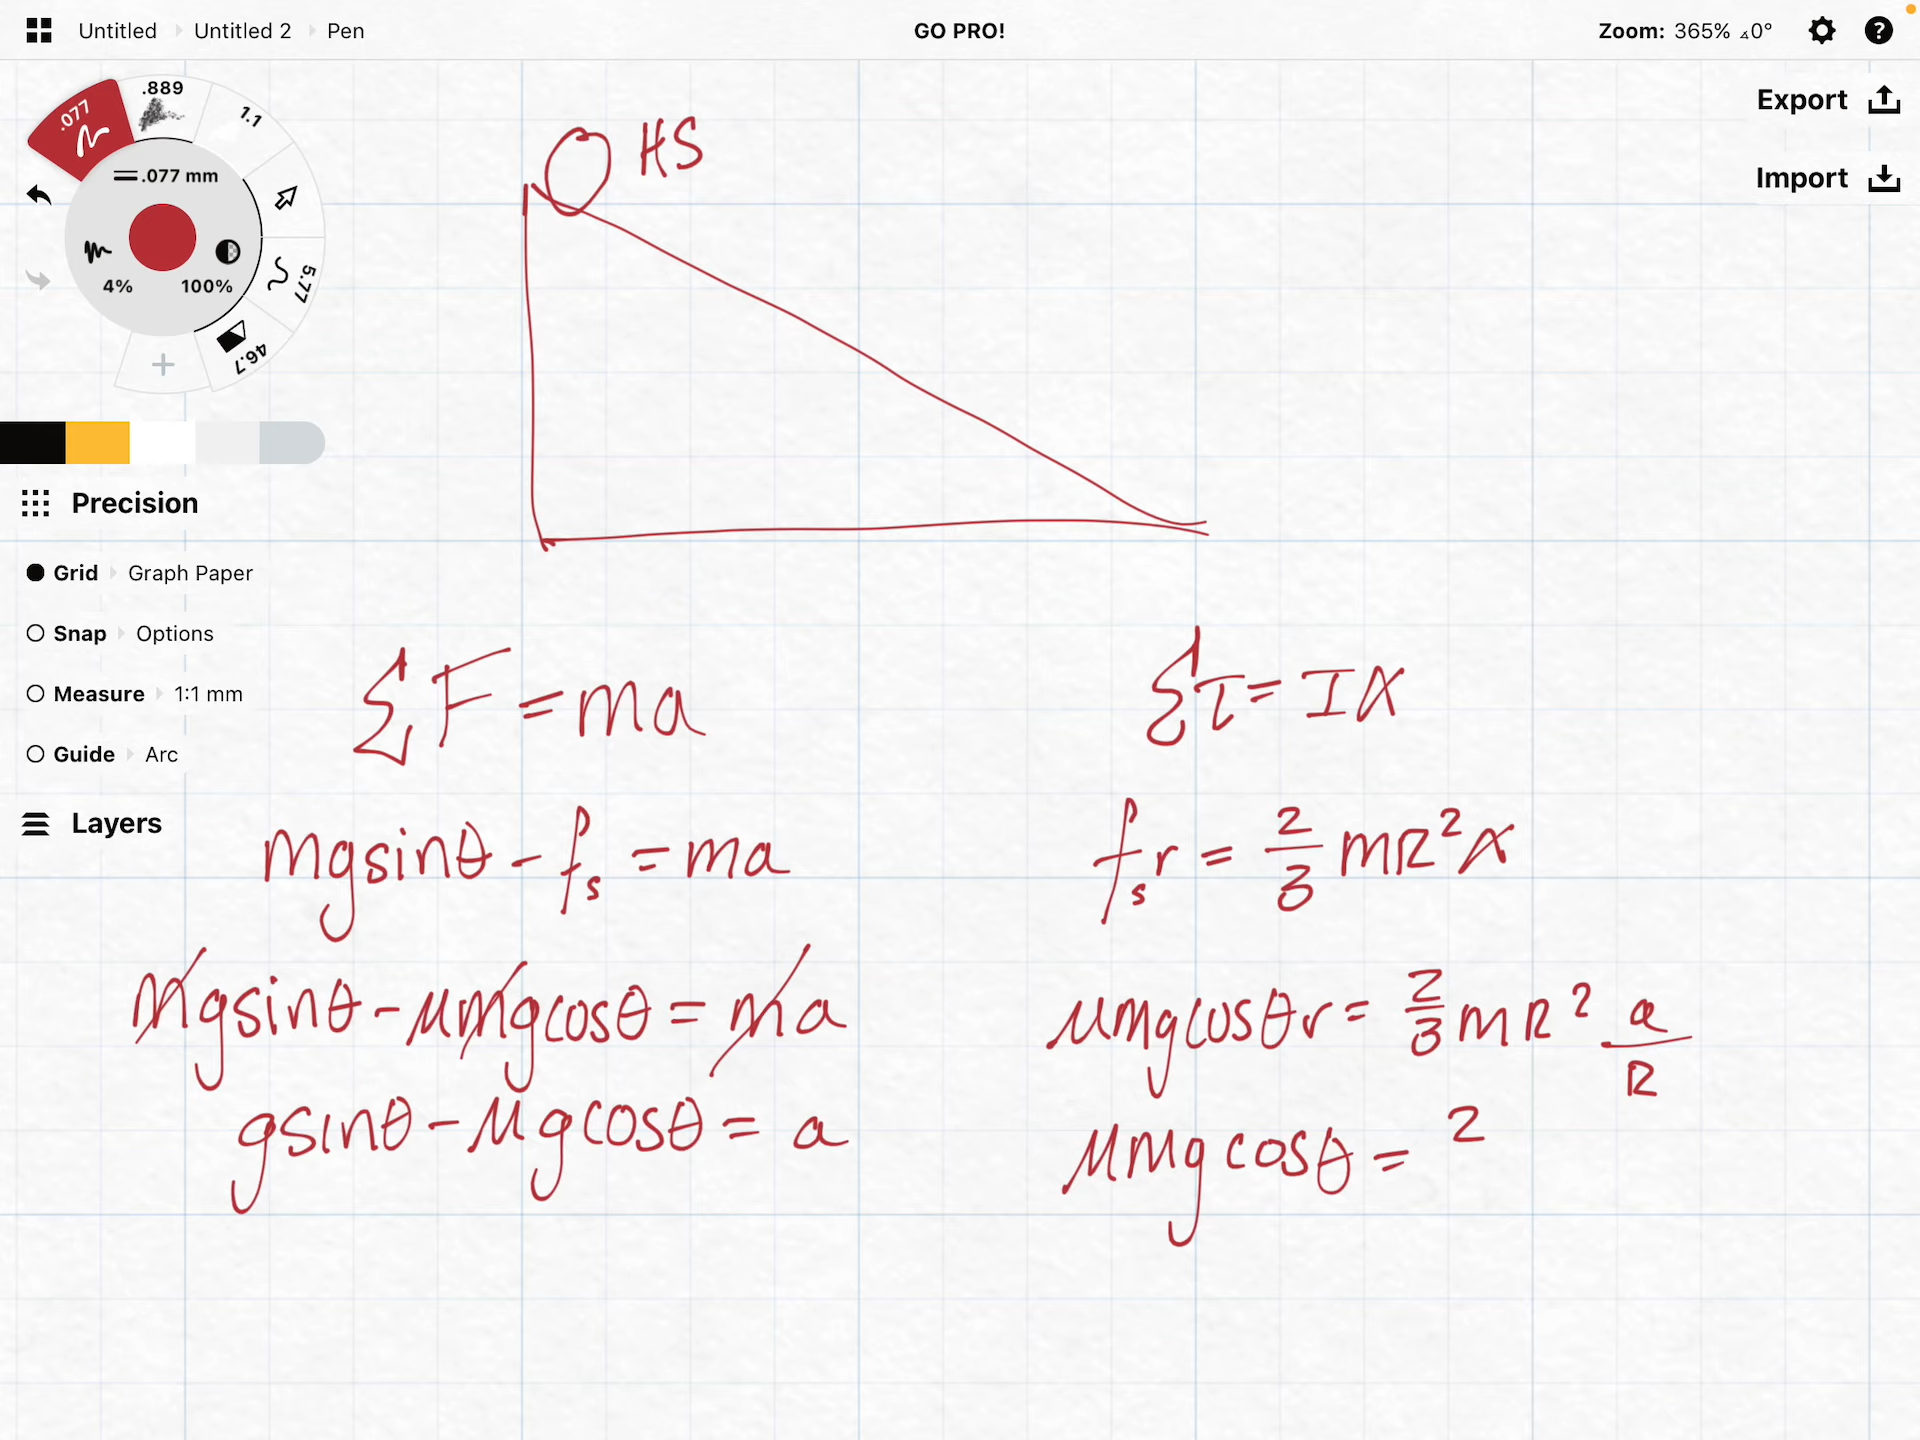 Untitled Untitled 2 Pen
GO PRO!
Zoom: 365% ∡0°
Export
Import
.077
.889
1.1
.077 mm
4% 100%
5.77
46.7
Precision
Grid Graph Paper
Snap Options
Measure 1:1 mm
Guide Arc
Layers
HS
ΣF = ma
mgsinθ - fₛ = ma
mgsinθ - μmgcosθ = ma
gsinθ - μgcosθ = a
Στ = Iα
fₛr = 2/3 mR²α
μmgcosθr = 2/3 mR² a/R
μmgcosθ = 2